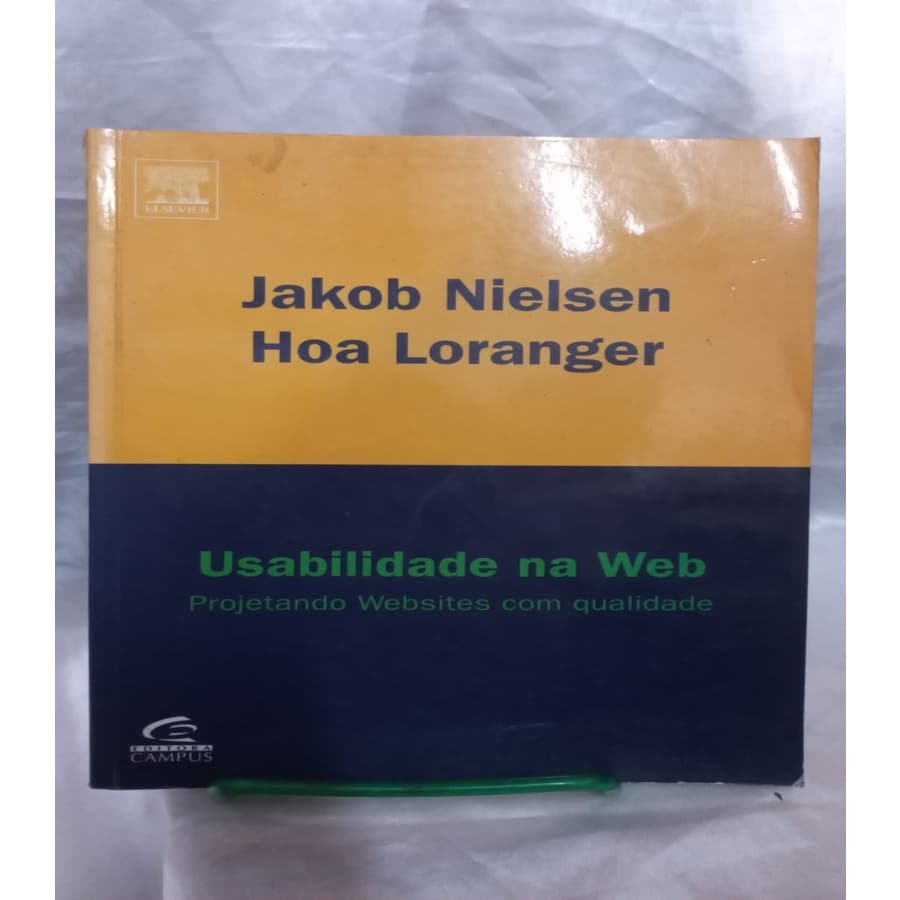 ELSEVIER
Jakob Nielsen
Hoa Loranger
Usabilidade na Web
Projetando Websites com qualidade
EDITORA
CAMPUS